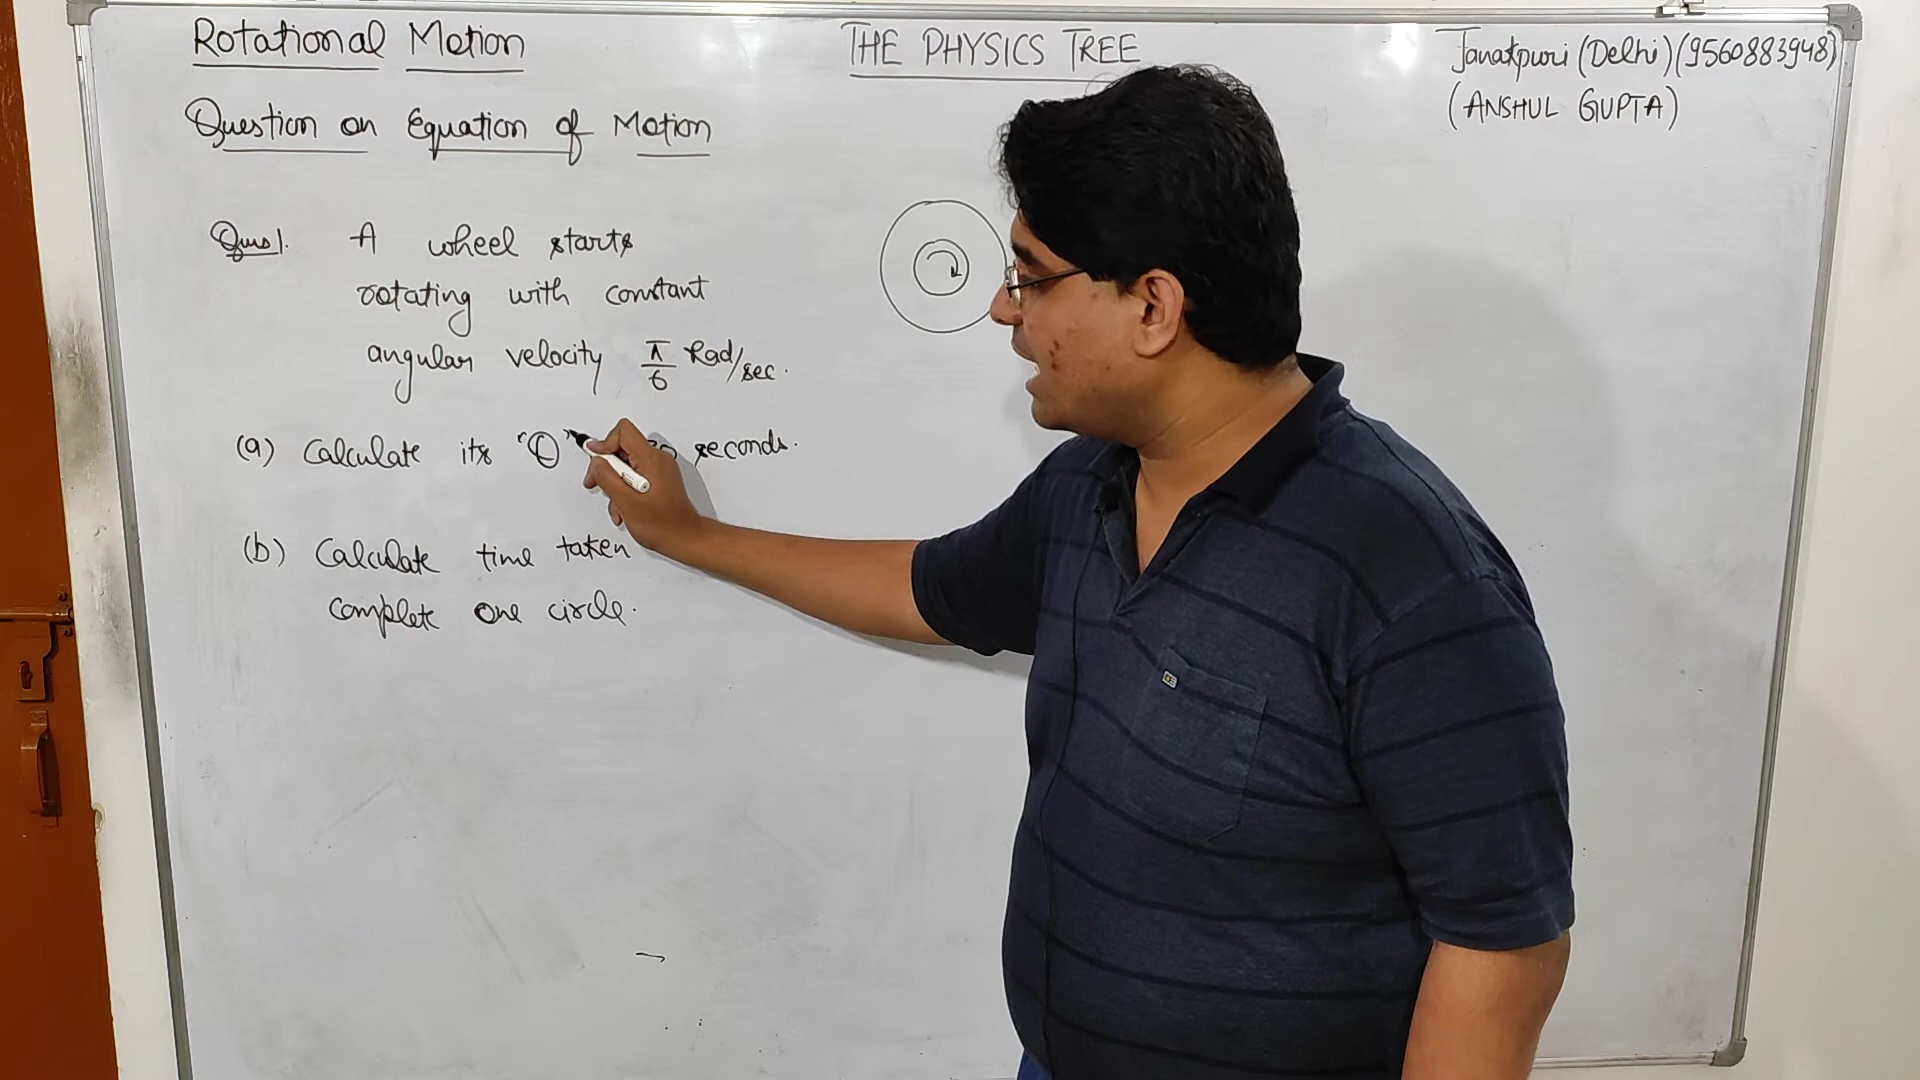 Rotational Motion
THE PHYSICS TREE
Janakpuri (Delhi) (9560883948)
(ANSHUL GUPTA)
Question on Equation of Motion
Ques1. A wheel starts
rotating with constant
angular velocity π/6 Rad/sec.
(a) Calculate its "θ" seconds.
(b) Calculate time taken
complete one circle.